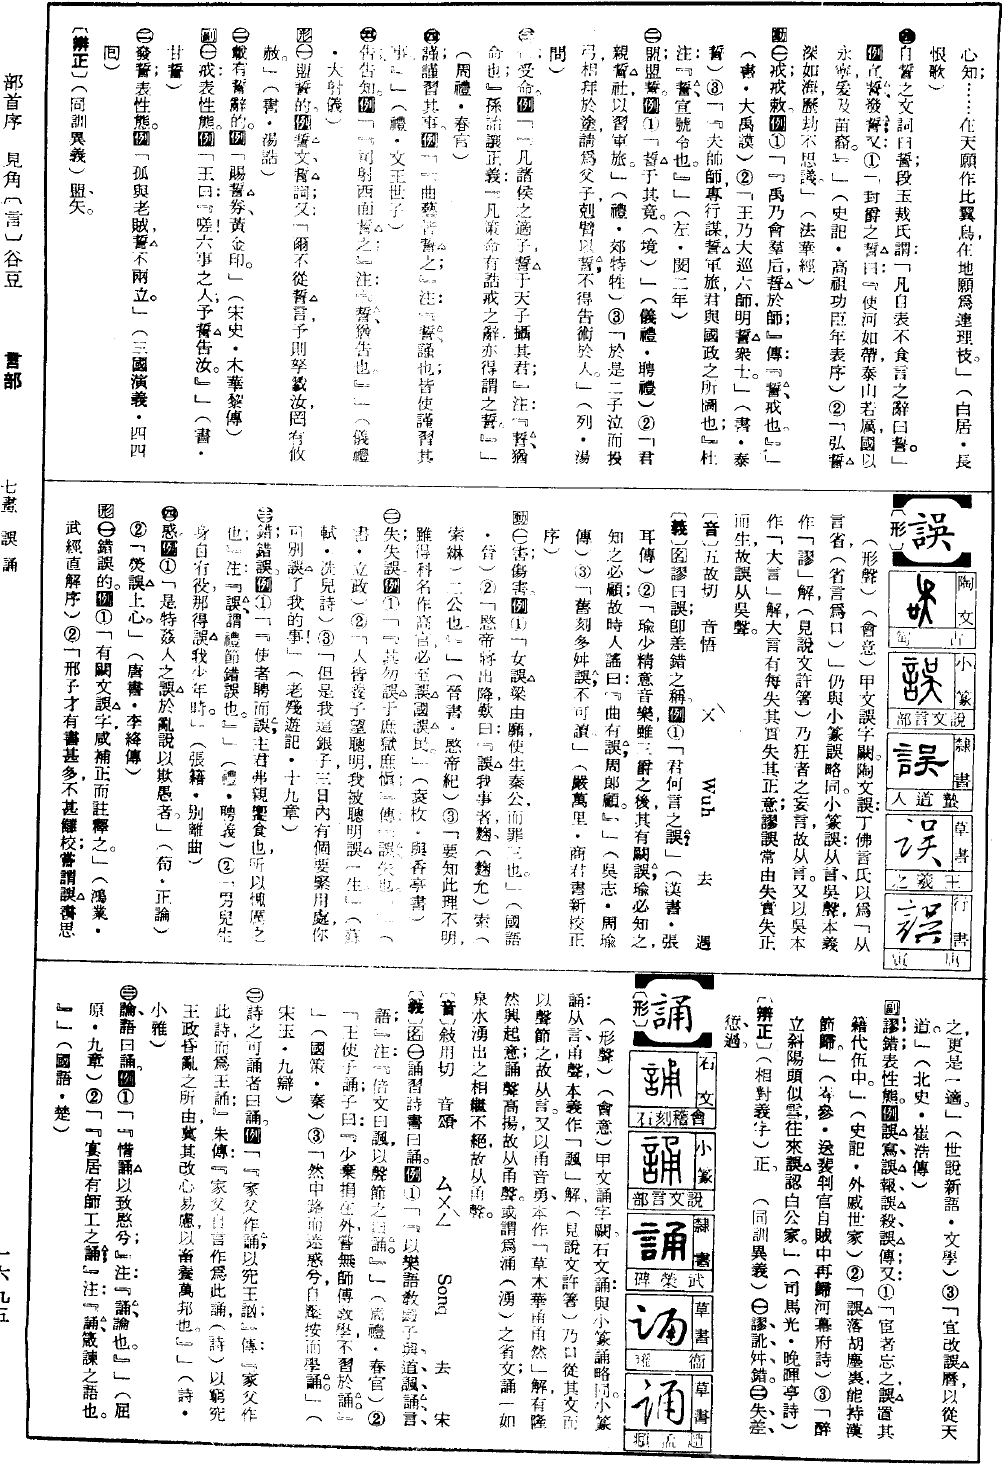 心知：……在天願作比翼鳥，在地願爲連理枝。」（白居・長
恨歌）
自誓之文詞曰誓。段玉裁氏謂：「凡自表不食言之辭曰誓。」
例宣誓、發誓；又①「封爵之誓曰：『使河如帶，泰山若厲，國以
永寧，爰及苗裔。』」（史記・高祖功臣年表序）②「弘誓
深如海，歷劫不思議。」（法華經）
動㊀戒；戒敕。例①「『禹乃會羣后，誓於師』傳『誓，戒也。』」
（書・大禹謨）②「王乃大巡六師，明誓衆士。」（書・泰
誓）③「『夫帥師，專行謀，誓軍旅，君與國政之所圖也』杜
注：『誓，宣號令也。』」（左・閔二年）
㊁盟；盟誓。例①「誓于其竟。（境）」（儀禮・聘禮）②「君
親誓社，以習軍旅。」（禮・郊特牲）③「於是二子泣而投
弓，相拜於塗，請爲父子，剋臂以誓，不得告術於人。」（列・湯
問）
㊂受命。例「『凡諸侯之適子，誓于天子，攝其君』注：『誓，猶
命也』孫詒讓正義『凡策命有誥戒之辭，亦得謂之誓。』」
（周禮・春官）
㊃謹；謹習其事。例「『曲藝皆誓之』注：『誓，謹也，皆使謹習其
事。』」（禮・文王世子）
㊄告；告知。例「『司射西面誓之』注：『誓，猶告也。』」（儀禮
・大射儀）
形㊀盟誓的。例誓文、誓詞；又「爾不從誓言，予則孥戮汝，罔有攸
赦。」（書・湯誥）
㊁載有誓辭的。例「賜誓券、黃金印。」（宋史・木華黎傳）
副㊀戒；表性態。例「王曰：『嗟！六事之人，予誓告汝。』」（書・
甘誓）
㊁發誓；表性態。例「孤與老賊，誓不兩立。」（三國演義・四四
回）
〔辨正〕（同訓異義）盟、矢。
部首序 見角〔言〕谷豆 言部 七畫 誤誦 一六九五
【誤】
〔形〕
陶文 古匋
小篆 說文言部
隸書 蟄道人
草書 王羲之
行書 唐寅
（形聲）（會意）甲文誤字闕，陶文誤：丁佛言氏以爲「从
言省，（省言爲口）」仍與小篆誤略同。小篆誤：从言，吳聲，本義
作「謬」解，（見說文許箸）乃狂者之妄言，故从言。又以吳本
作「大言」解，大言有每失其實失其正意，謬誤常由失實失正
而生，故誤从吳聲。
〔音〕五故切 音悟 ㄨˋ Wuh 去 遇
〔義〕名謬曰誤，卽差錯之稱。例①「君何言之誤。」（漢書・張
耳傳）②「瑜少精意音樂，雖三爵之後，其有闕誤，瑜必知之，
知之必顧，故時人謠曰：『曲有誤，周郎顧。』」（吳志・周瑜
傳）③「舊刻多舛誤，不可讀。」（嚴萬里・商君書新校正
序）
動㊀害；傷害。例①「女誤梁由靡，使失秦公，而罪三也。」（國語
・晉）②「愍帝將出降，歎曰：『誤我事者，麴（麴允）索（
索綝）二公也。』」（晉書・愍帝紀）③「要知此理不明，
雖得科名，作高官，必至誤國誤民。」（袁枚・與香亭書）
㊁失；失誤。例①「『其勿誤于庶獄庶愼』傳：『誤，失也。』」（
書・立政）②「人皆養子望聰明，我被聰明誤一生。」（蘇
軾・洗兒詩）③「但是我這銀子，三日內有個要緊用處，你
可別誤了我的事！」（老殘遊記・十九章）
㊂錯；錯誤。例①「『使者聘而誤，主君弗親饗食也，所以愧厲之
也』注：『誤，謂禮節錯誤也。』」（禮・聘義）②「男兒生
身自有役，那得誤我少年時。」（張籍・別離曲）
㊃惑。例①「是特姦人之誤於亂說，以欺愚者。」（荀・正論）
②「熒誤上心。」（唐書・李絳傳）
形㊀錯誤的。例①「有闕文誤字，咸補正而註釋之。」（鴻業・
武經直解序）②「邢子才有書甚多，不甚讎校，嘗謂誤書思
之，更是一適。」（世說新語・文學）③「宜改誤曆，以從天
道。」（北史・崔浩傳）
副謬；錯；表性態。例誤寫、誤報、誤殺、誤傳；又①「宦者忘之，誤置其
籍代伍中。」（史記・外戚世家）②「誤落胡塵裏，能持漢
節歸。」（岑參・送裴判官自賊中再歸河陽幕府詩）③「醉
立斜陽頭似雪，往來誤認白公家。」（司馬光・晚暉亭詩）
〔辨正〕（相對義字）正。 （同訓異義）㊀謬、訛、舛、錯。㊁失、差、
愆、過。
【誦】
〔形〕
石文 會稽刻石
小篆 說文言部
隸書 武榮碑
草書 衛瓘
草書 趙孟頫
（形聲）（會意）甲文誦字闕，石文誦：與小篆誦略同。小篆
誦：从言，甬聲，本義作「諷」解，（見說文許箸）乃口從其文而
以聲節之，故从言。又以甬音勇，本作「草木華甬甬然」解，有隆
然興起意，誦聲高揚，故从甬聲。或謂爲涌（湧）之省文，誦一如
泉水湧出之相繼不絕，故从甬聲。
〔音〕敍用切 音頌 ㄙㄨㄥˋ Song 去 宋
〔義〕名㊀誦習詩書曰誦。例①「『以樂語敎國子：興、道、諷、誦、言、
語。』注：『倍文曰諷，以聲節之曰誦。』」（周禮・春官）②
「王使子誦，子曰：『少棄捐在外，嘗無師傅敎學，不習於誦。』
」（國策・秦）③「然中路而迷惑兮，自壓按而學誦。」（
宋玉・九辯）
㊁詩之可誦者曰誦。例「『家父作誦，以究王訩』傳：『家父作
此詩，而爲王誦。』朱傳『家父自言作爲此誦（詩），以窮究
王政昏亂之所由，冀其改心易慮，以畜養萬邦也。』」（詩・
小雅）
㊂論語曰誦。例①「『惜誦以致愍兮』注：『誦，論也。』」（屈
原・九章）②「『宴居有師工之誦』注：『誦，箴諫之語也。
』」（國語・楚）